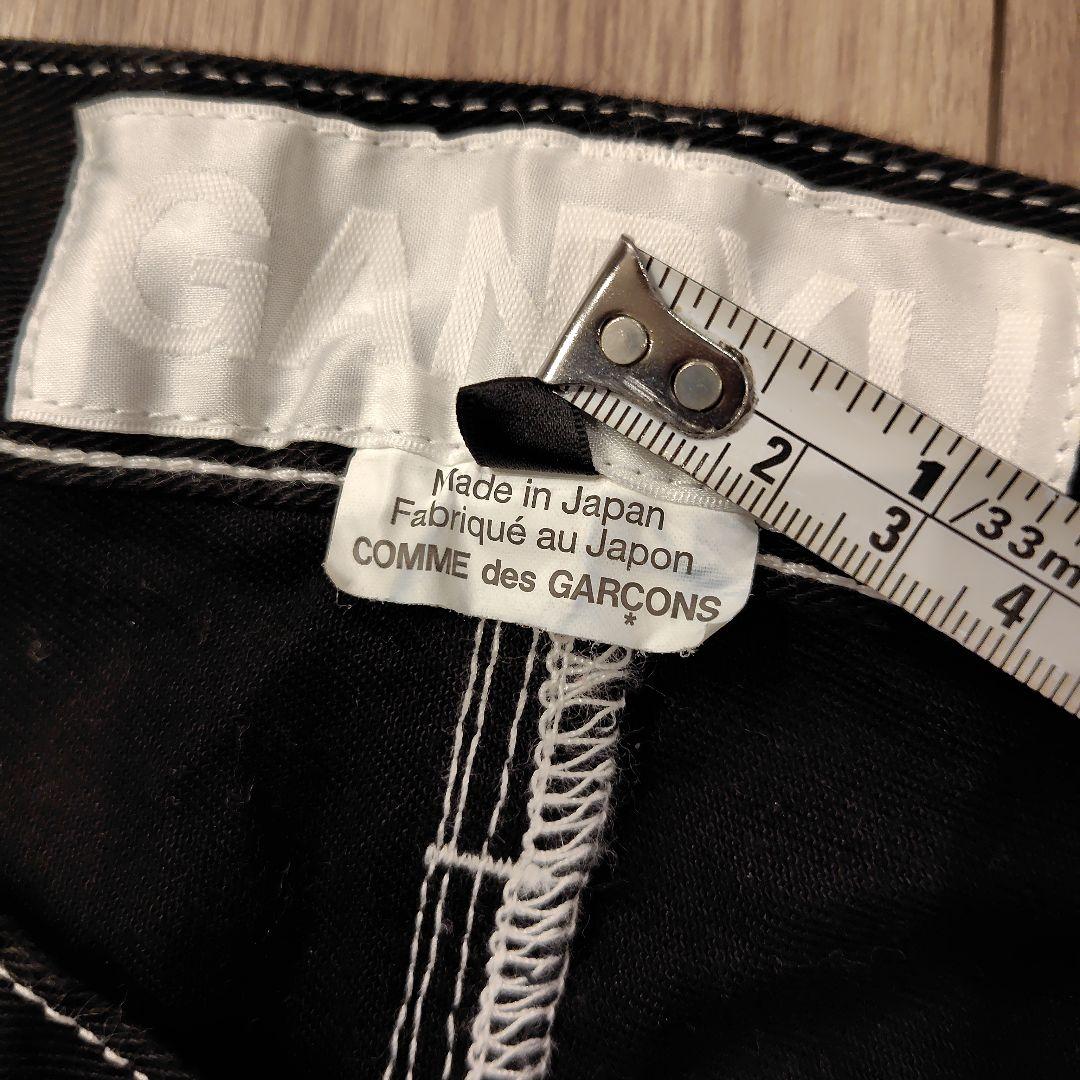 GANRYU
Made in Japan
Fabriqué au Japon
COMME des GARÇONS
*
1
/33m
2
3
4